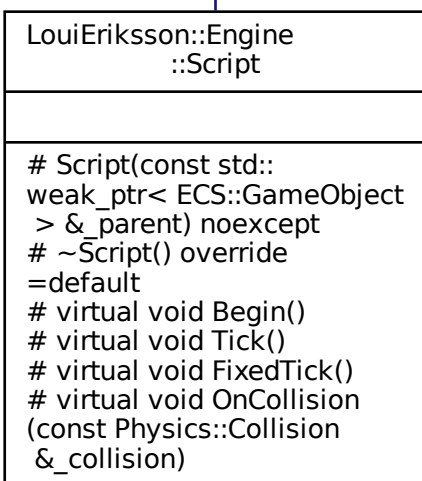 LouiEriksson::Engine
::Script
# Script(const std::
weak_ptr< ECS::GameObject
> &_parent) noexcept
# ~Script() override
=default
# virtual void Begin()
# virtual void Tick()
# virtual void FixedTick()
# virtual void OnCollision
(const Physics::Collision
&_collision)